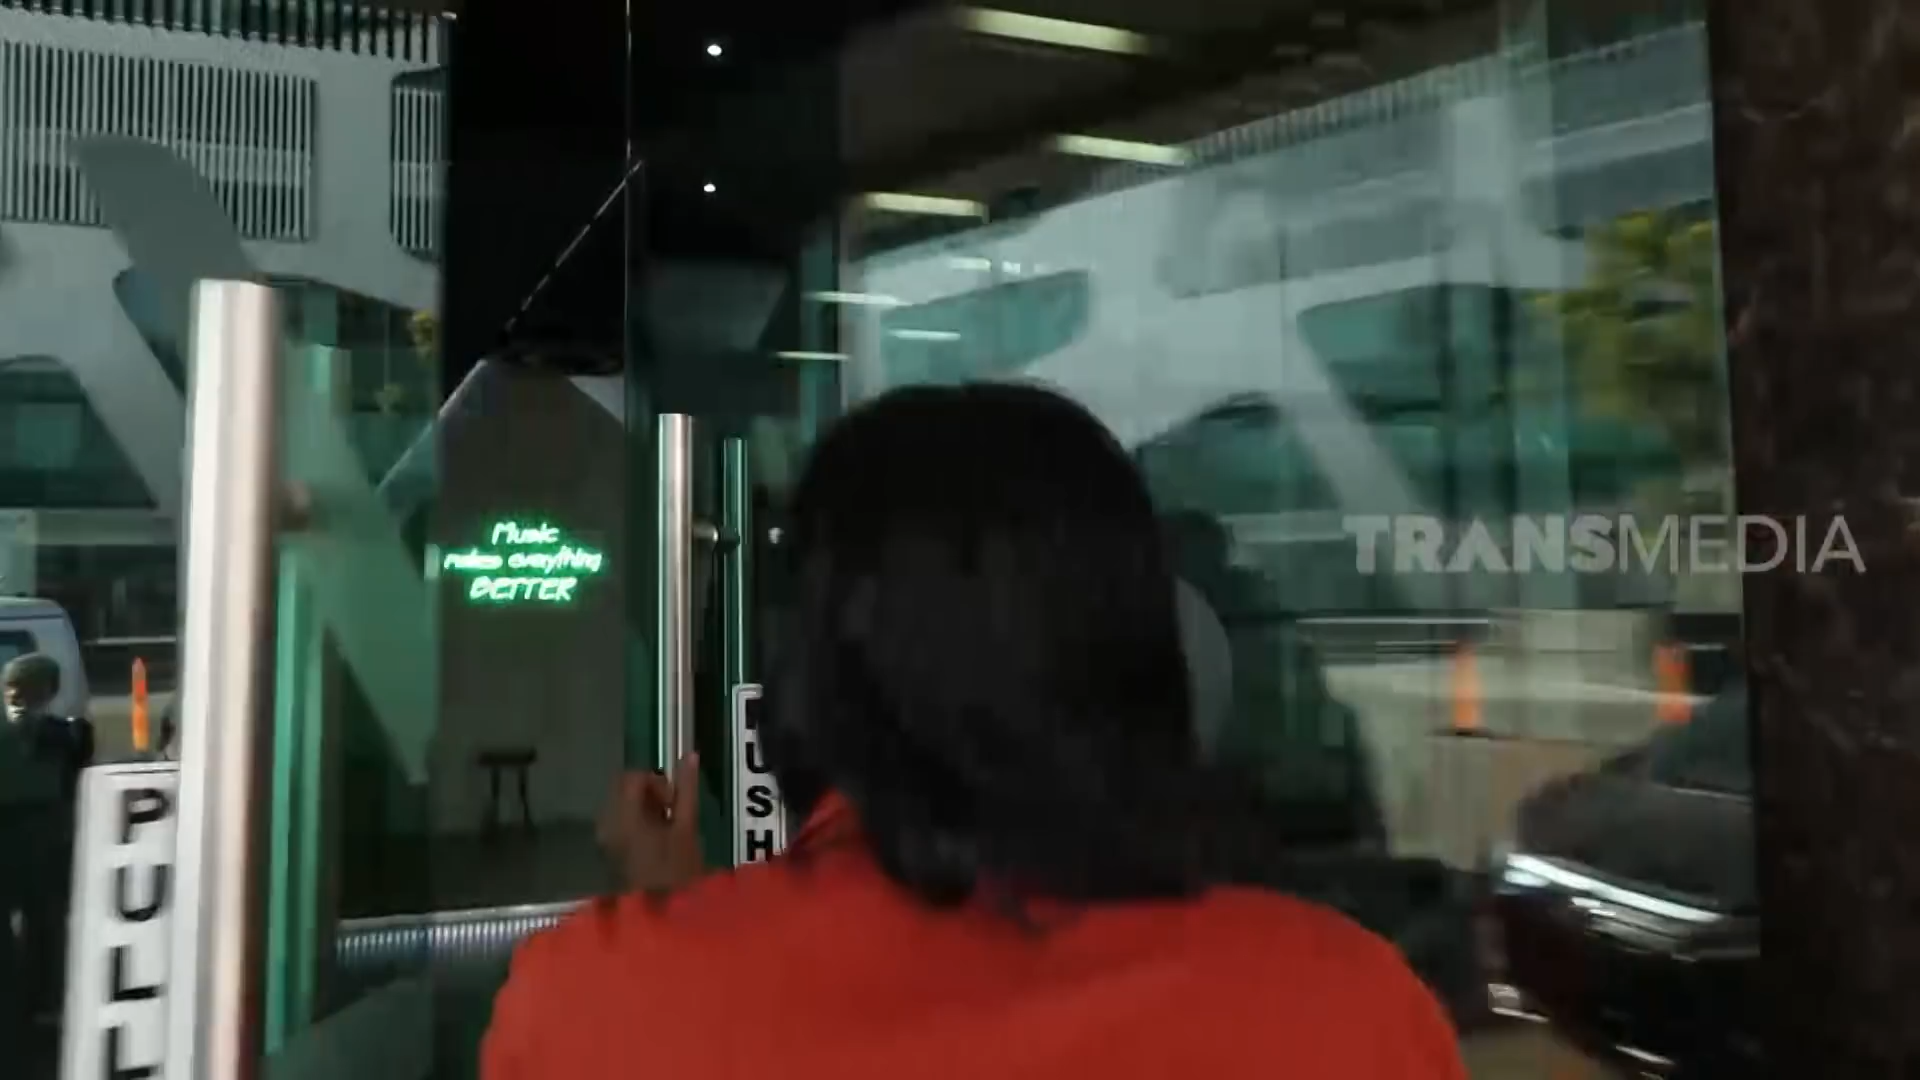 Music
makes everything
BETTER
TRANSMEDIA
PUSH
PULL